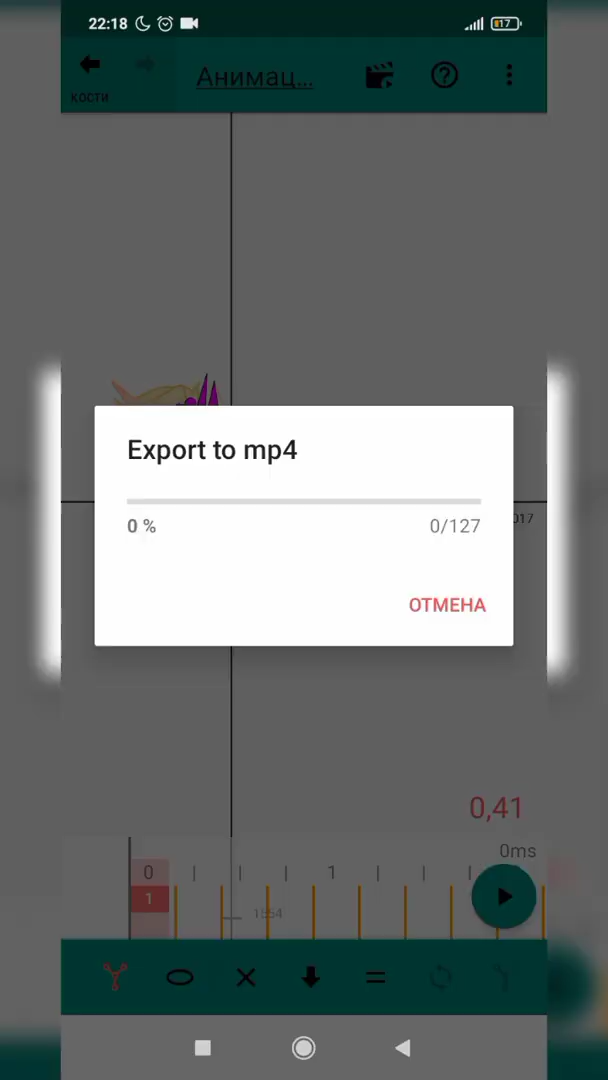 22:18
17
Анимац...
КОСТИ
Export to mp4
017
0 %
0/127
ОТМЕНА
0,41
0ms
0
1
1
1554